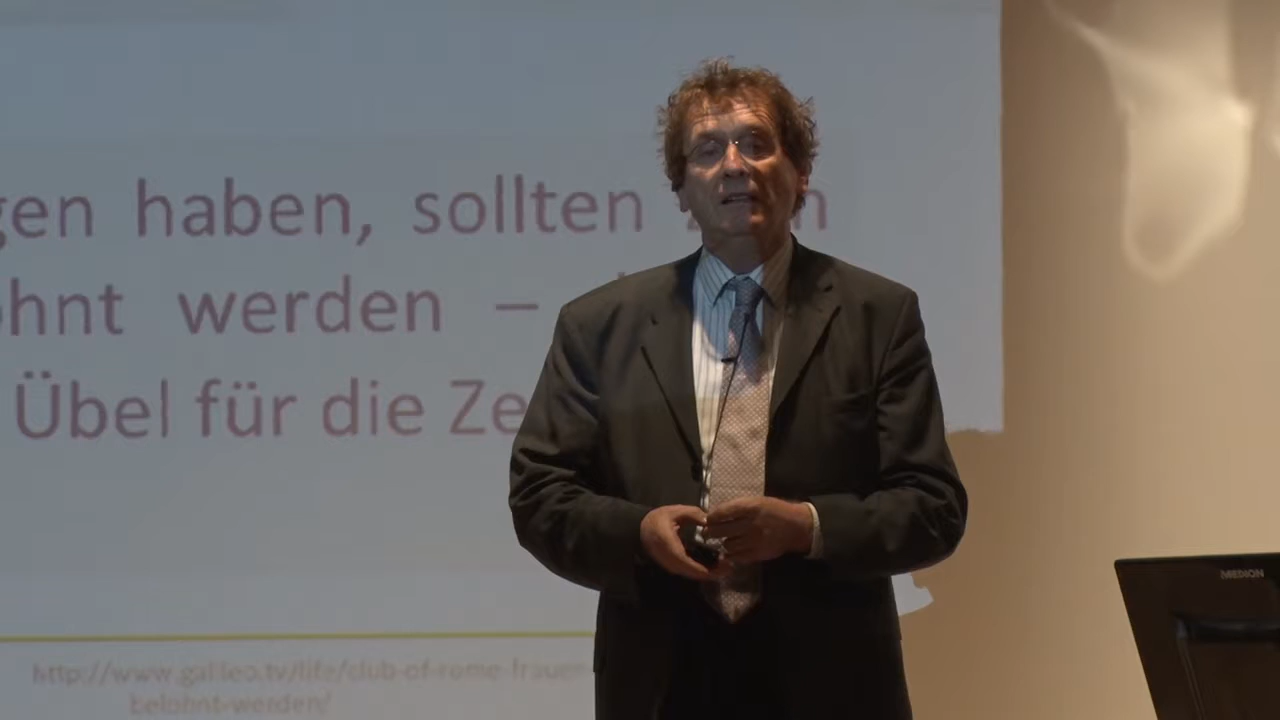 gen haben, sollten
ohnt werden –
Übel für die Ze
http://www.galileo.tv/life/club-of-rome-frauen-
belohnt-werden/
MEDION